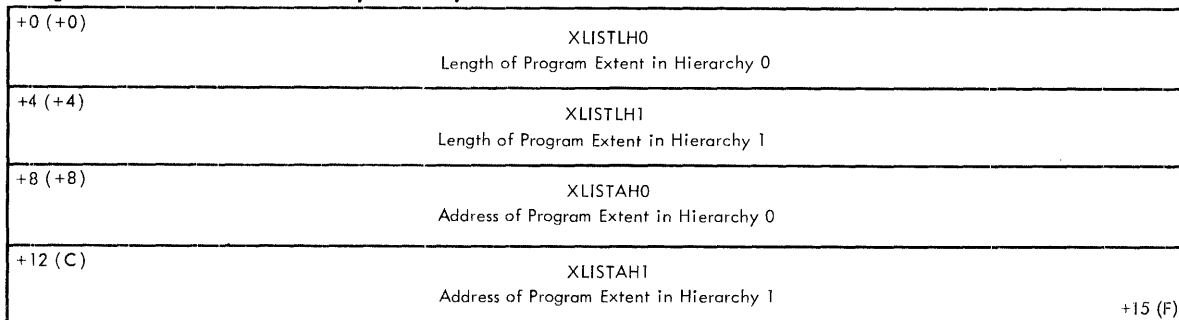 +0 (+0)
XLISTLH0
Length of Program Extent in Hierarchy 0
+4 (+4)
XLISTLH1
Length of Program Extent in Hierarchy 1
+8 (+8)
XLISTAH0
Address of Program Extent in Hierarchy 0
+12 (C)
XLISTAH1
Address of Program Extent in Hierarchy 1
+15 (F)